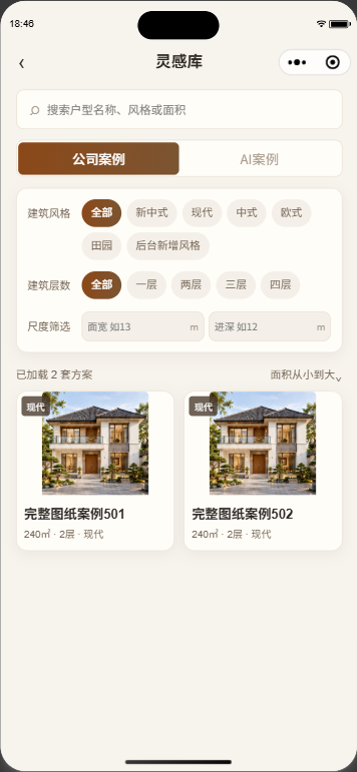 18:46
灵感库
搜索户型名称、风格或面积
公司案例 AI案例
建筑风格 全部 新中式 现代 中式 欧式
田园 后台新增风格
建筑层数 全部 一层 两层 三层 四层
尺度筛选 面宽 如13 m 进深 如12 m
已加载 2 套方案 面积从小到大
现代 现代
完整图纸案例501 完整图纸案例502
240㎡ · 2层 · 现代 240㎡ · 2层 · 现代